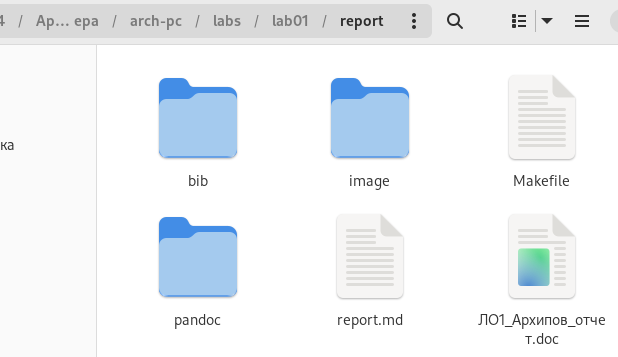 4 / Ар… ера / arch-pc / labs / lab01 / report
ка
bib
image
Makefile
pandoc
report.md
ЛО1_Архипов_отче
т.doc